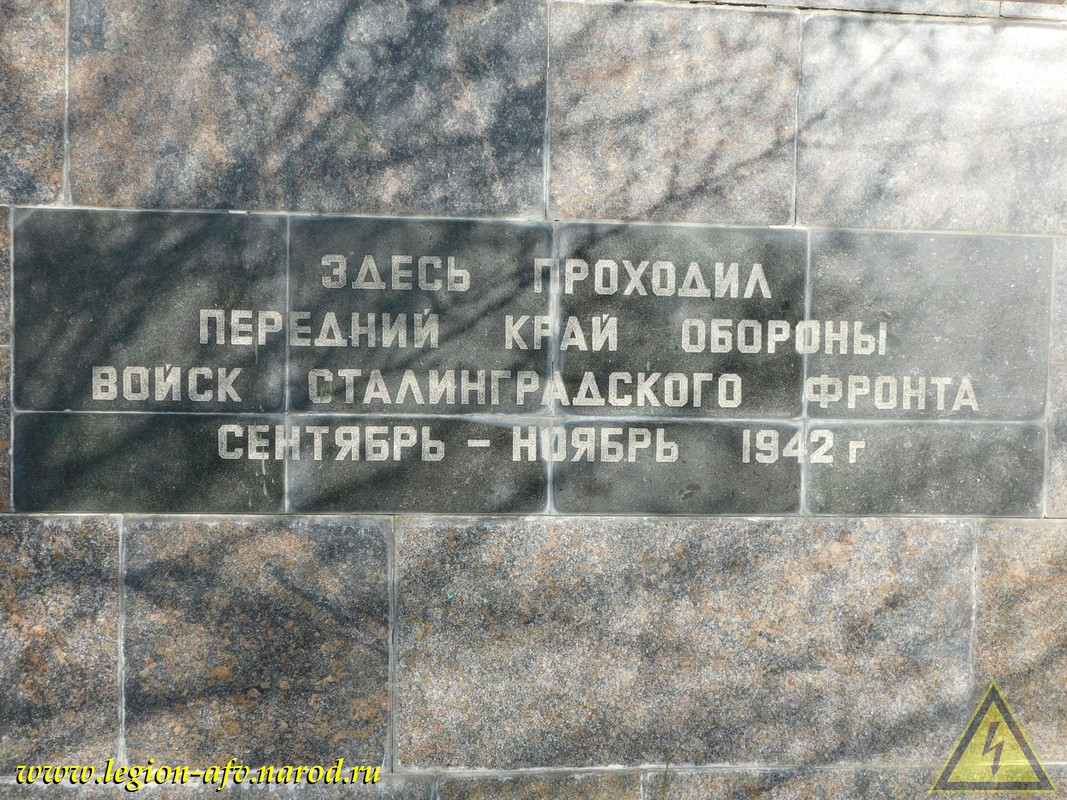 ЗДЕСЬ ПРОХОДИЛ
ПЕРЕДНИЙ КРАЙ ОБОРОНЫ
ВОЙСК СТАЛИНГРАДСКОГО ФРОНТА
СЕНТЯБРЬ - НОЯБРЬ 1942 г
www.legion-afv.narod.ru